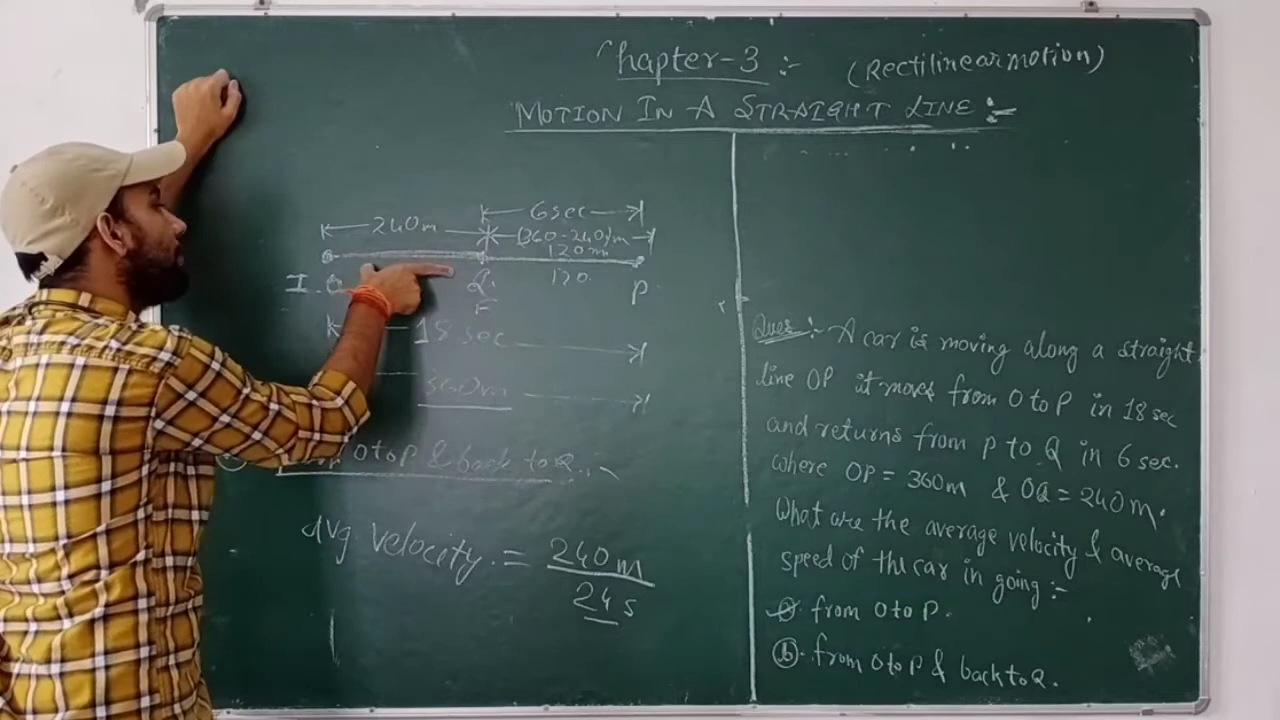 Chapter-3 :-
(Rectilinear motion)
MOTION IN A STRAIGHT LINE :-
6 sec
240m
(360-240)m
120m
I. O
Q.
120
P.
F
18 sec
360m
O to P & back to Q. :-
Avg. Velocity. = 240m
24 s
Ques :- A car is moving along a straight
line OP it moves from O to P in 18 sec
and returns from P to Q in 6 sec.
where OP = 360m & OQ = 240m.
What are the average velocity & average
speed of the car in going :-
from O to P.
(b). from O to P & back to Q.